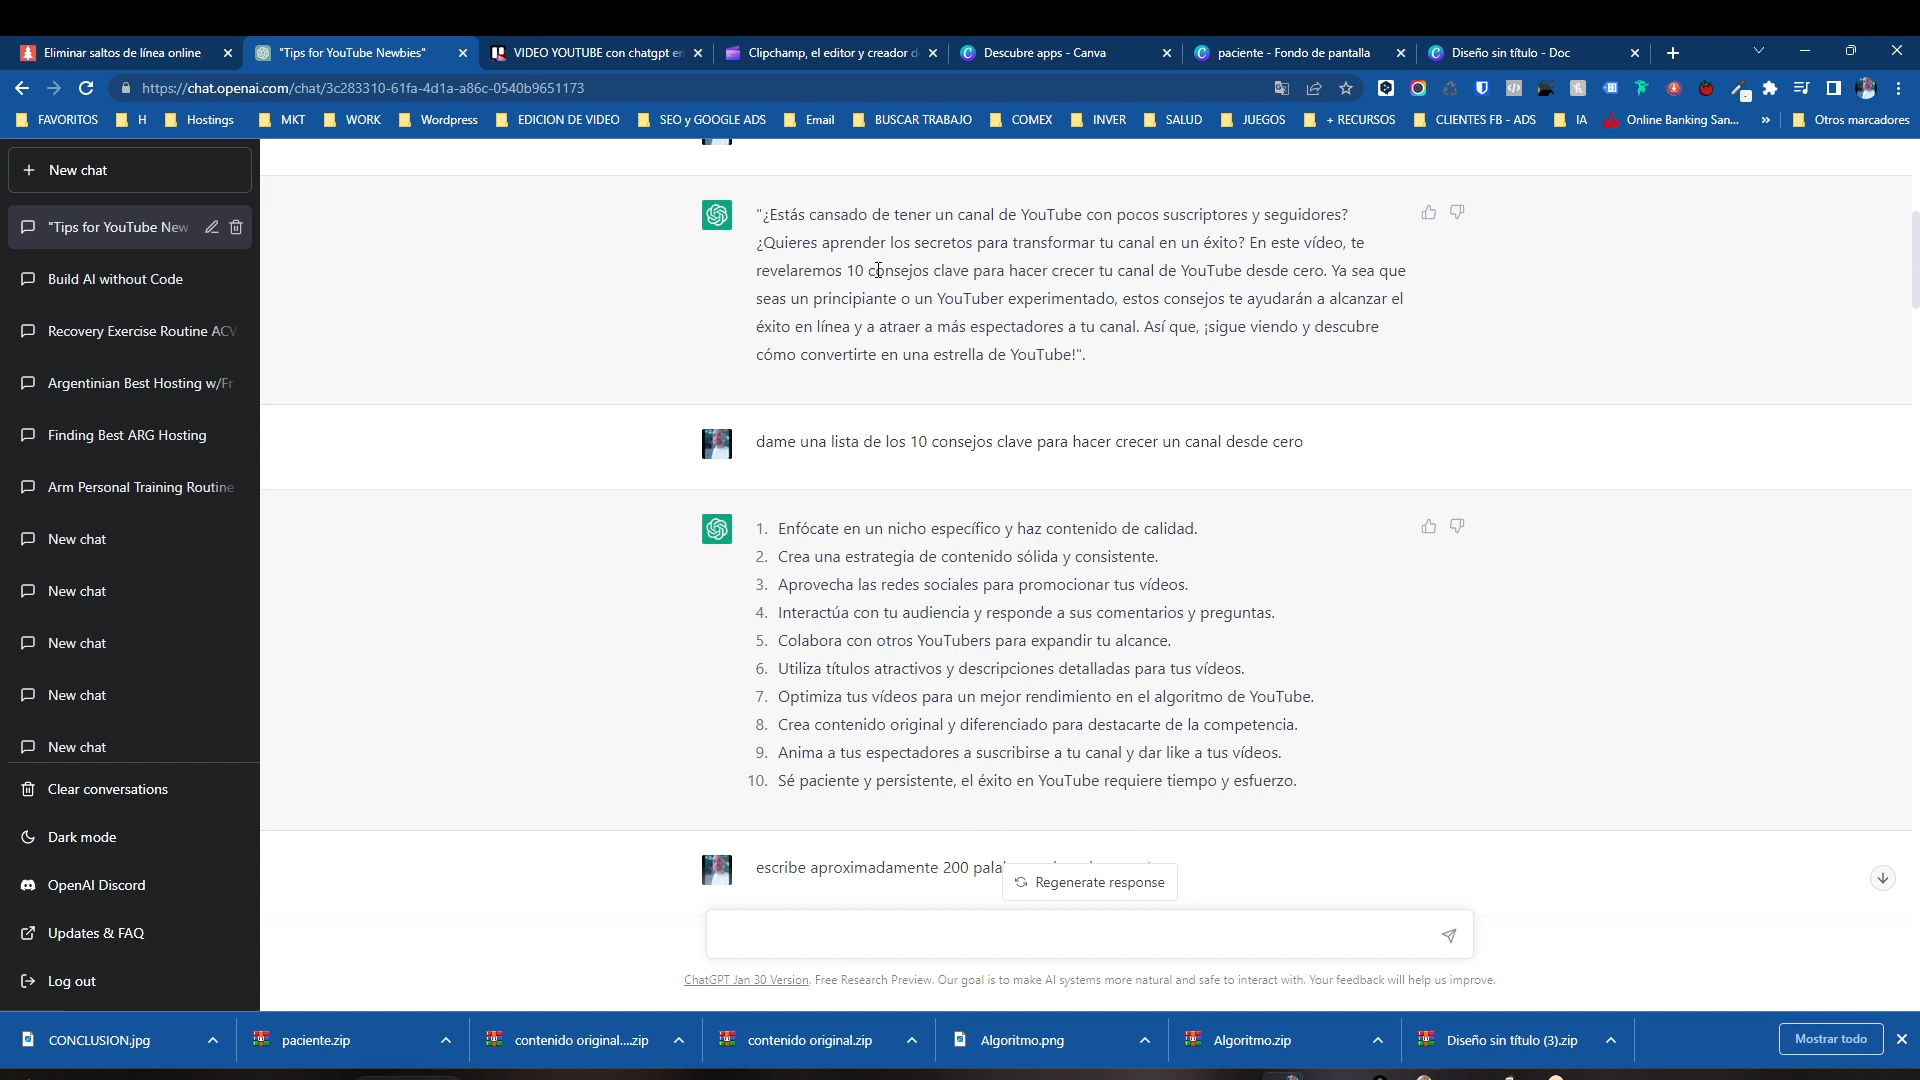 Eliminar saltos de línea online
"Tips for YouTube Newbies"
VIDEO YOUTUBE con chatgpt en
Clipchamp, el editor y creador d
Descubre apps - Canva
paciente - Fondo de pantalla
Diseño sin título - Doc
https://chat.openai.com/chat/3c283310-61fa-4d1a-a86c-0540b9651173
FAVORITOS
H
Hostings
MKT
WORK
Wordpress
EDICION DE VIDEO
SEO y GOOGLE ADS
Email
BUSCAR TRABAJO
COMEX
INVER
SALUD
JUEGOS
+ RECURSOS
CLIENTES FB - ADS
IA
Online Banking San...
»
Otros marcadores
New chat
"Tips for YouTube New
Build AI without Code
Recovery Exercise Routine ACV
Argentinian Best Hosting w/Fr
Finding Best ARG Hosting
Arm Personal Training Routine
New chat
New chat
New chat
New chat
New chat
Clear conversations
Dark mode
OpenAI Discord
Updates & FAQ
Log out
"¿Estás cansado de tener un canal de YouTube con pocos suscriptores y seguidores?
¿Quieres aprender los secretos para transformar tu canal en un éxito? En este vídeo, te
revelaremos 10 consejos clave para hacer crecer tu canal de YouTube desde cero. Ya sea que
seas un principiante o un YouTuber experimentado, estos consejos te ayudarán a alcanzar el
éxito en línea y a atraer a más espectadores a tu canal. Así que, ¡sigue viendo y descubre
cómo convertirte en una estrella de YouTube!".
dame una lista de los 10 consejos clave para hacer crecer un canal desde cero
1. Enfócate en un nicho específico y haz contenido de calidad.
2. Crea una estrategia de contenido sólida y consistente.
3. Aprovecha las redes sociales para promocionar tus vídeos.
4. Interactúa con tu audiencia y responde a sus comentarios y preguntas.
5. Colabora con otros YouTubers para expandir tu alcance.
6. Utiliza títulos atractivos y descripciones detalladas para tus vídeos.
7. Optimiza tus vídeos para un mejor rendimiento en el algoritmo de YouTube.
8. Crea contenido original y diferenciado para destacarte de la competencia.
9. Anima a tus espectadores a suscribirse a tu canal y dar like a tus vídeos.
10. Sé paciente y persistente, el éxito en YouTube requiere tiempo y esfuerzo.
escribe aproximadamente 200
Regenerate response
ChatGPT Jan 30 Version. Free Research Preview. Our goal is to make AI systems more natural and safe to interact with. Your feedback will help us improve.
CONCLUSION.jpg
paciente.zip
contenido original....zip
contenido original.zip
Algoritmo.png
Algoritmo.zip
Diseño sin título (3).zip
Mostrar todo